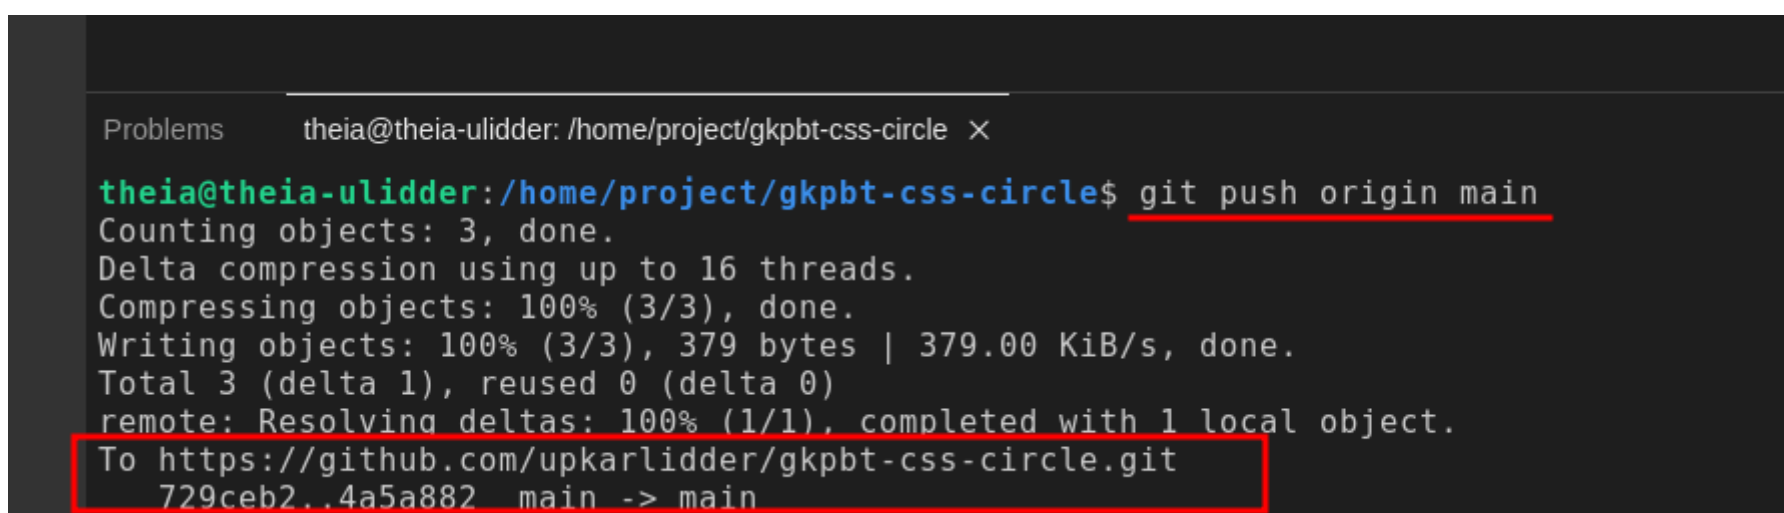 Problems theia@theia-ulidder: /home/project/gkpbt-css-circle ×
theia@theia-ulidder:/home/project/gkpbt-css-circle$ git push origin main
Counting objects: 3, done.
Delta compression using up to 16 threads.
Compressing objects: 100% (3/3), done.
Writing objects: 100% (3/3), 379 bytes | 379.00 KiB/s, done.
Total 3 (delta 1), reused 0 (delta 0)
remote: Resolving deltas: 100% (1/1), completed with 1 local object.
To https://github.com/upkarlidder/gkpbt-css-circle.git
729ceb2..4a5a882 main -> main